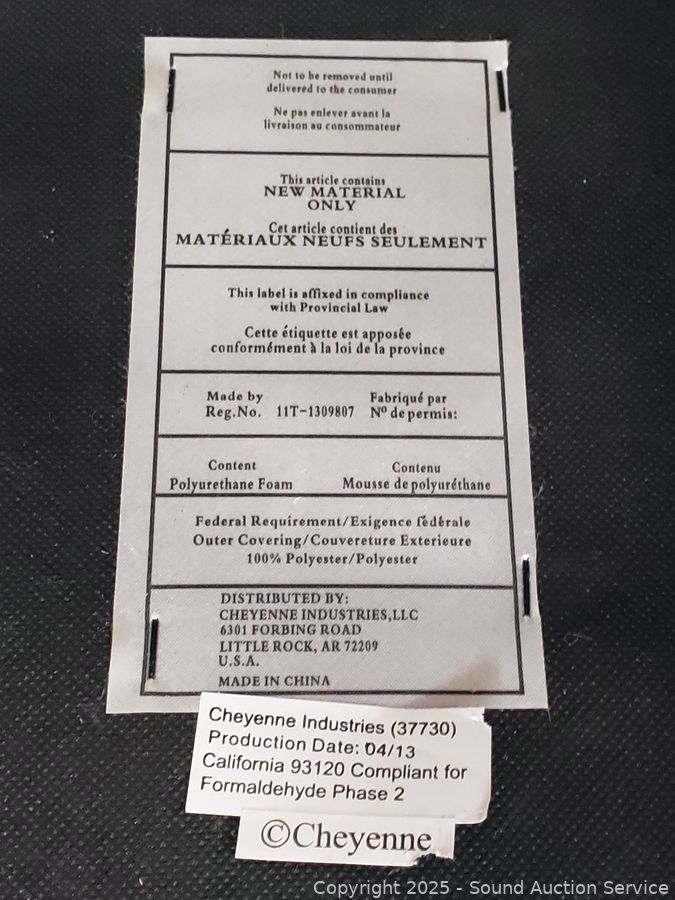 Not to be removed until
delivered to the consumer
Ne pas enlever avant la
livraison au consommateur
This article contains
NEW MATERIAL
ONLY
Cet article contient des
MATÉRIAUX NEUFS SEULEMENT
This label is affixed in compliance
with Provincial Law
Cette étiquette est apposée
conformément à la loi de la province
Made by
Reg.No. 11T-1309807
Fabriqué par
Nº de permis:
Content
Polyurethane Foam
Contenu
Mousse de polyuréthane
Federal Requirement/Exigence fédérale
Outer Covering/Couvereture Exterieure
100% Polyester/Polyester
DISTRIBUTED BY:
CHEYENNE INDUSTRIES,LLC
6301 FORBING ROAD
LITTLE ROCK, AR 72209
U.S.A.
MADE IN CHINA
Cheyenne Industries (37730)
Production Date: 04/13
California 93120 Compliant for
Formaldehyde Phase 2
©Cheyenne
Copyright 2025 - Sound Auction Service